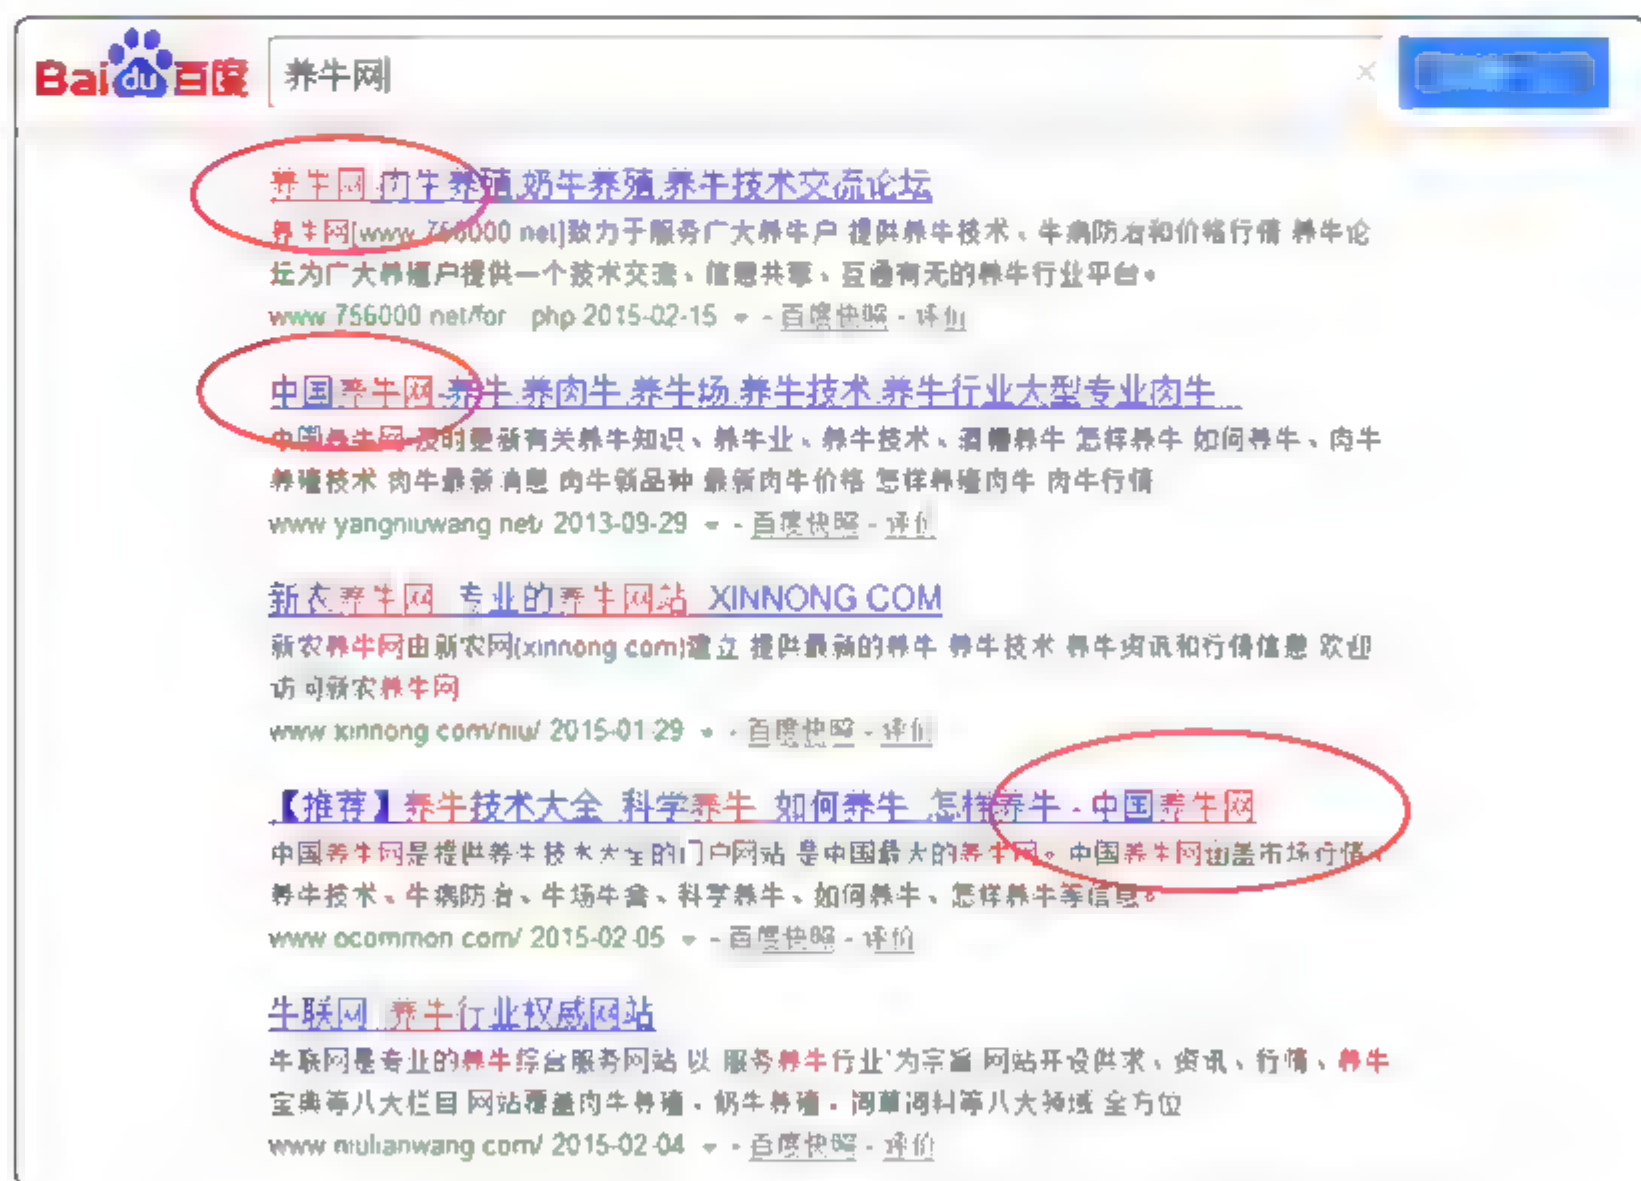 Bai du 百度
养牛网
养牛网,肉牛养殖,奶牛养殖,养牛技术交流论坛
养牛网[www.756000.net]致力于服务广大养牛户 提供养牛技术、牛病防治和价格行情 养牛论
坛为广大养殖户提供一个技术交流、信息共享、互通有无的养牛行业平台。
www.756000.net/for php 2015-02-15 - 百度快照 - 评价
中国养牛网-养牛,养肉牛,养牛场,养牛技术,养牛行业大型专业肉牛...
中国养牛网 及时更新有关养牛知识、养牛业、养牛技术、酒糟养牛 怎样养牛 如何养牛、肉牛
养殖技术 肉牛最新消息 肉牛新品种 最新肉牛价格 怎样养殖肉牛 肉牛行情
www.yangniuwang.net/ 2013-09-29 - 百度快照 - 评价
新农养牛网_专业的养牛网站_XINNONG.COM
新农养牛网由新农网(xinnong.com)建立 提供最新的养牛 养牛技术 养牛资讯和行情信息 欢迎
访问新农养牛网
www.xinnong.com/niu/ 2015-01-29 - 百度快照 - 评价
【推荐】养牛技术大全_科学养牛_如何养牛_怎样养牛 - 中国养牛网
中国养牛网是提供养牛技术大全的门户网站 是中国最大的养牛网。中国养牛网涵盖市场行情、
养牛技术、牛病防治、牛场牛舍、科学养牛、如何养牛、怎样养牛等信息。
www.ocommon.com/ 2015-02-05 - 百度快照 - 评价
牛联网,养牛行业权威网站
牛联网是专业的养牛综合服务网站 以"服务养牛行业"为宗旨 网站开设供求、资讯、行情、养牛
宝典等八大栏目 网站覆盖肉牛养殖、奶牛养殖、饲草饲料等八大领域 全方位
www.niulianwang.com/ 2015-02-04 - 百度快照 - 评价